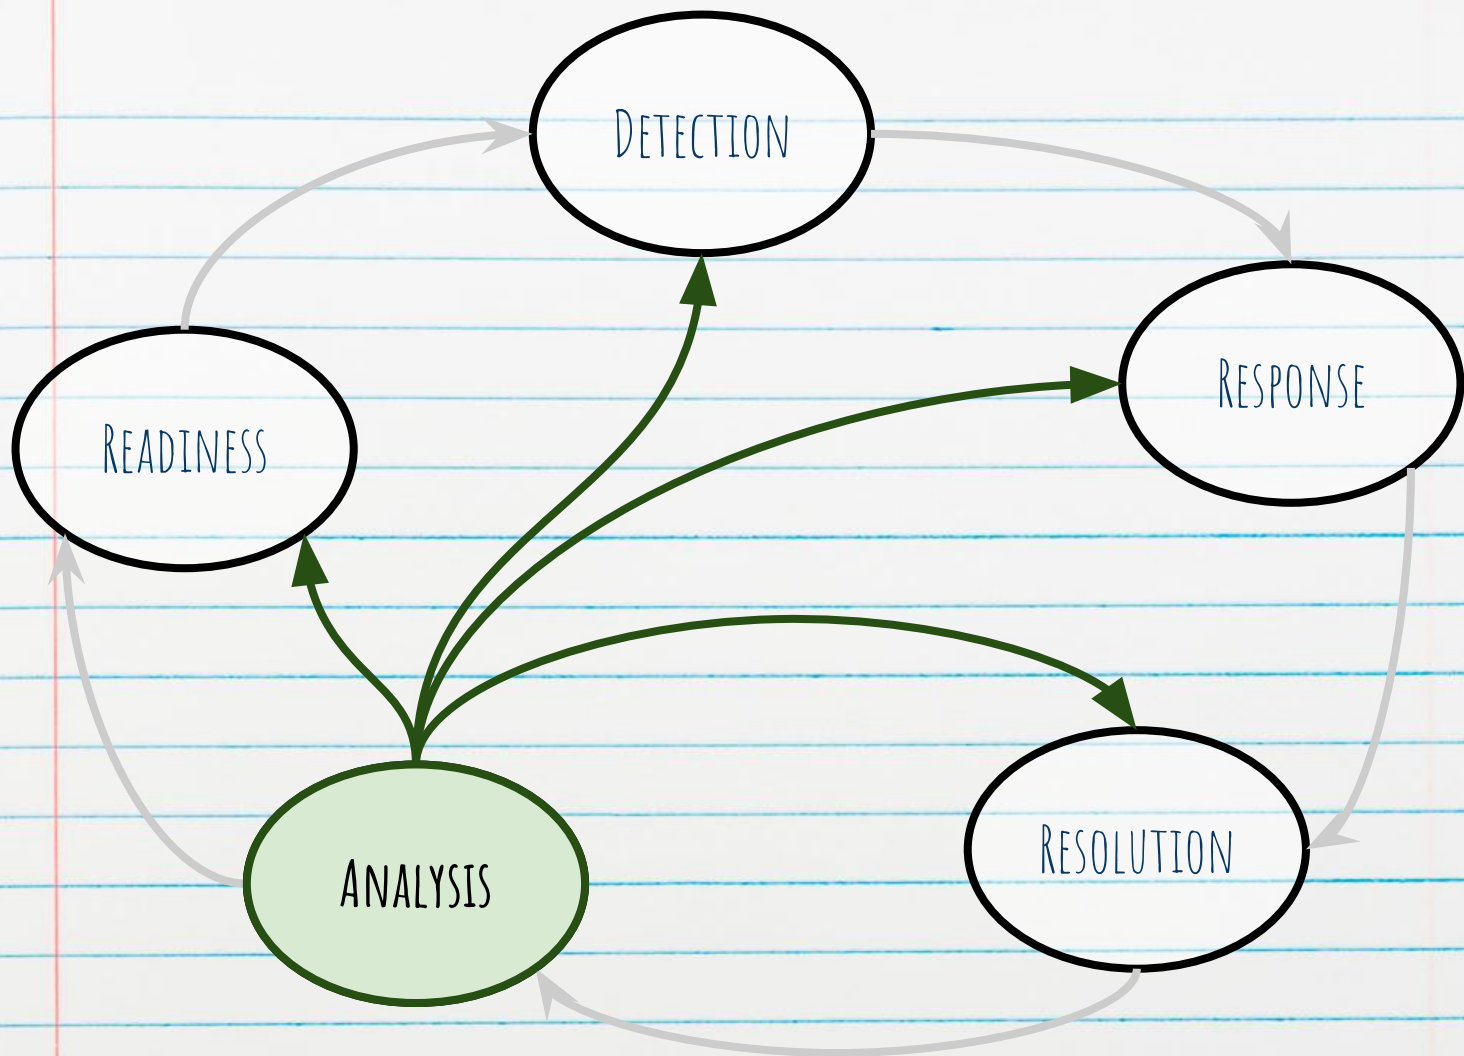 Detection
Response
Readiness
Resolution
Analysis